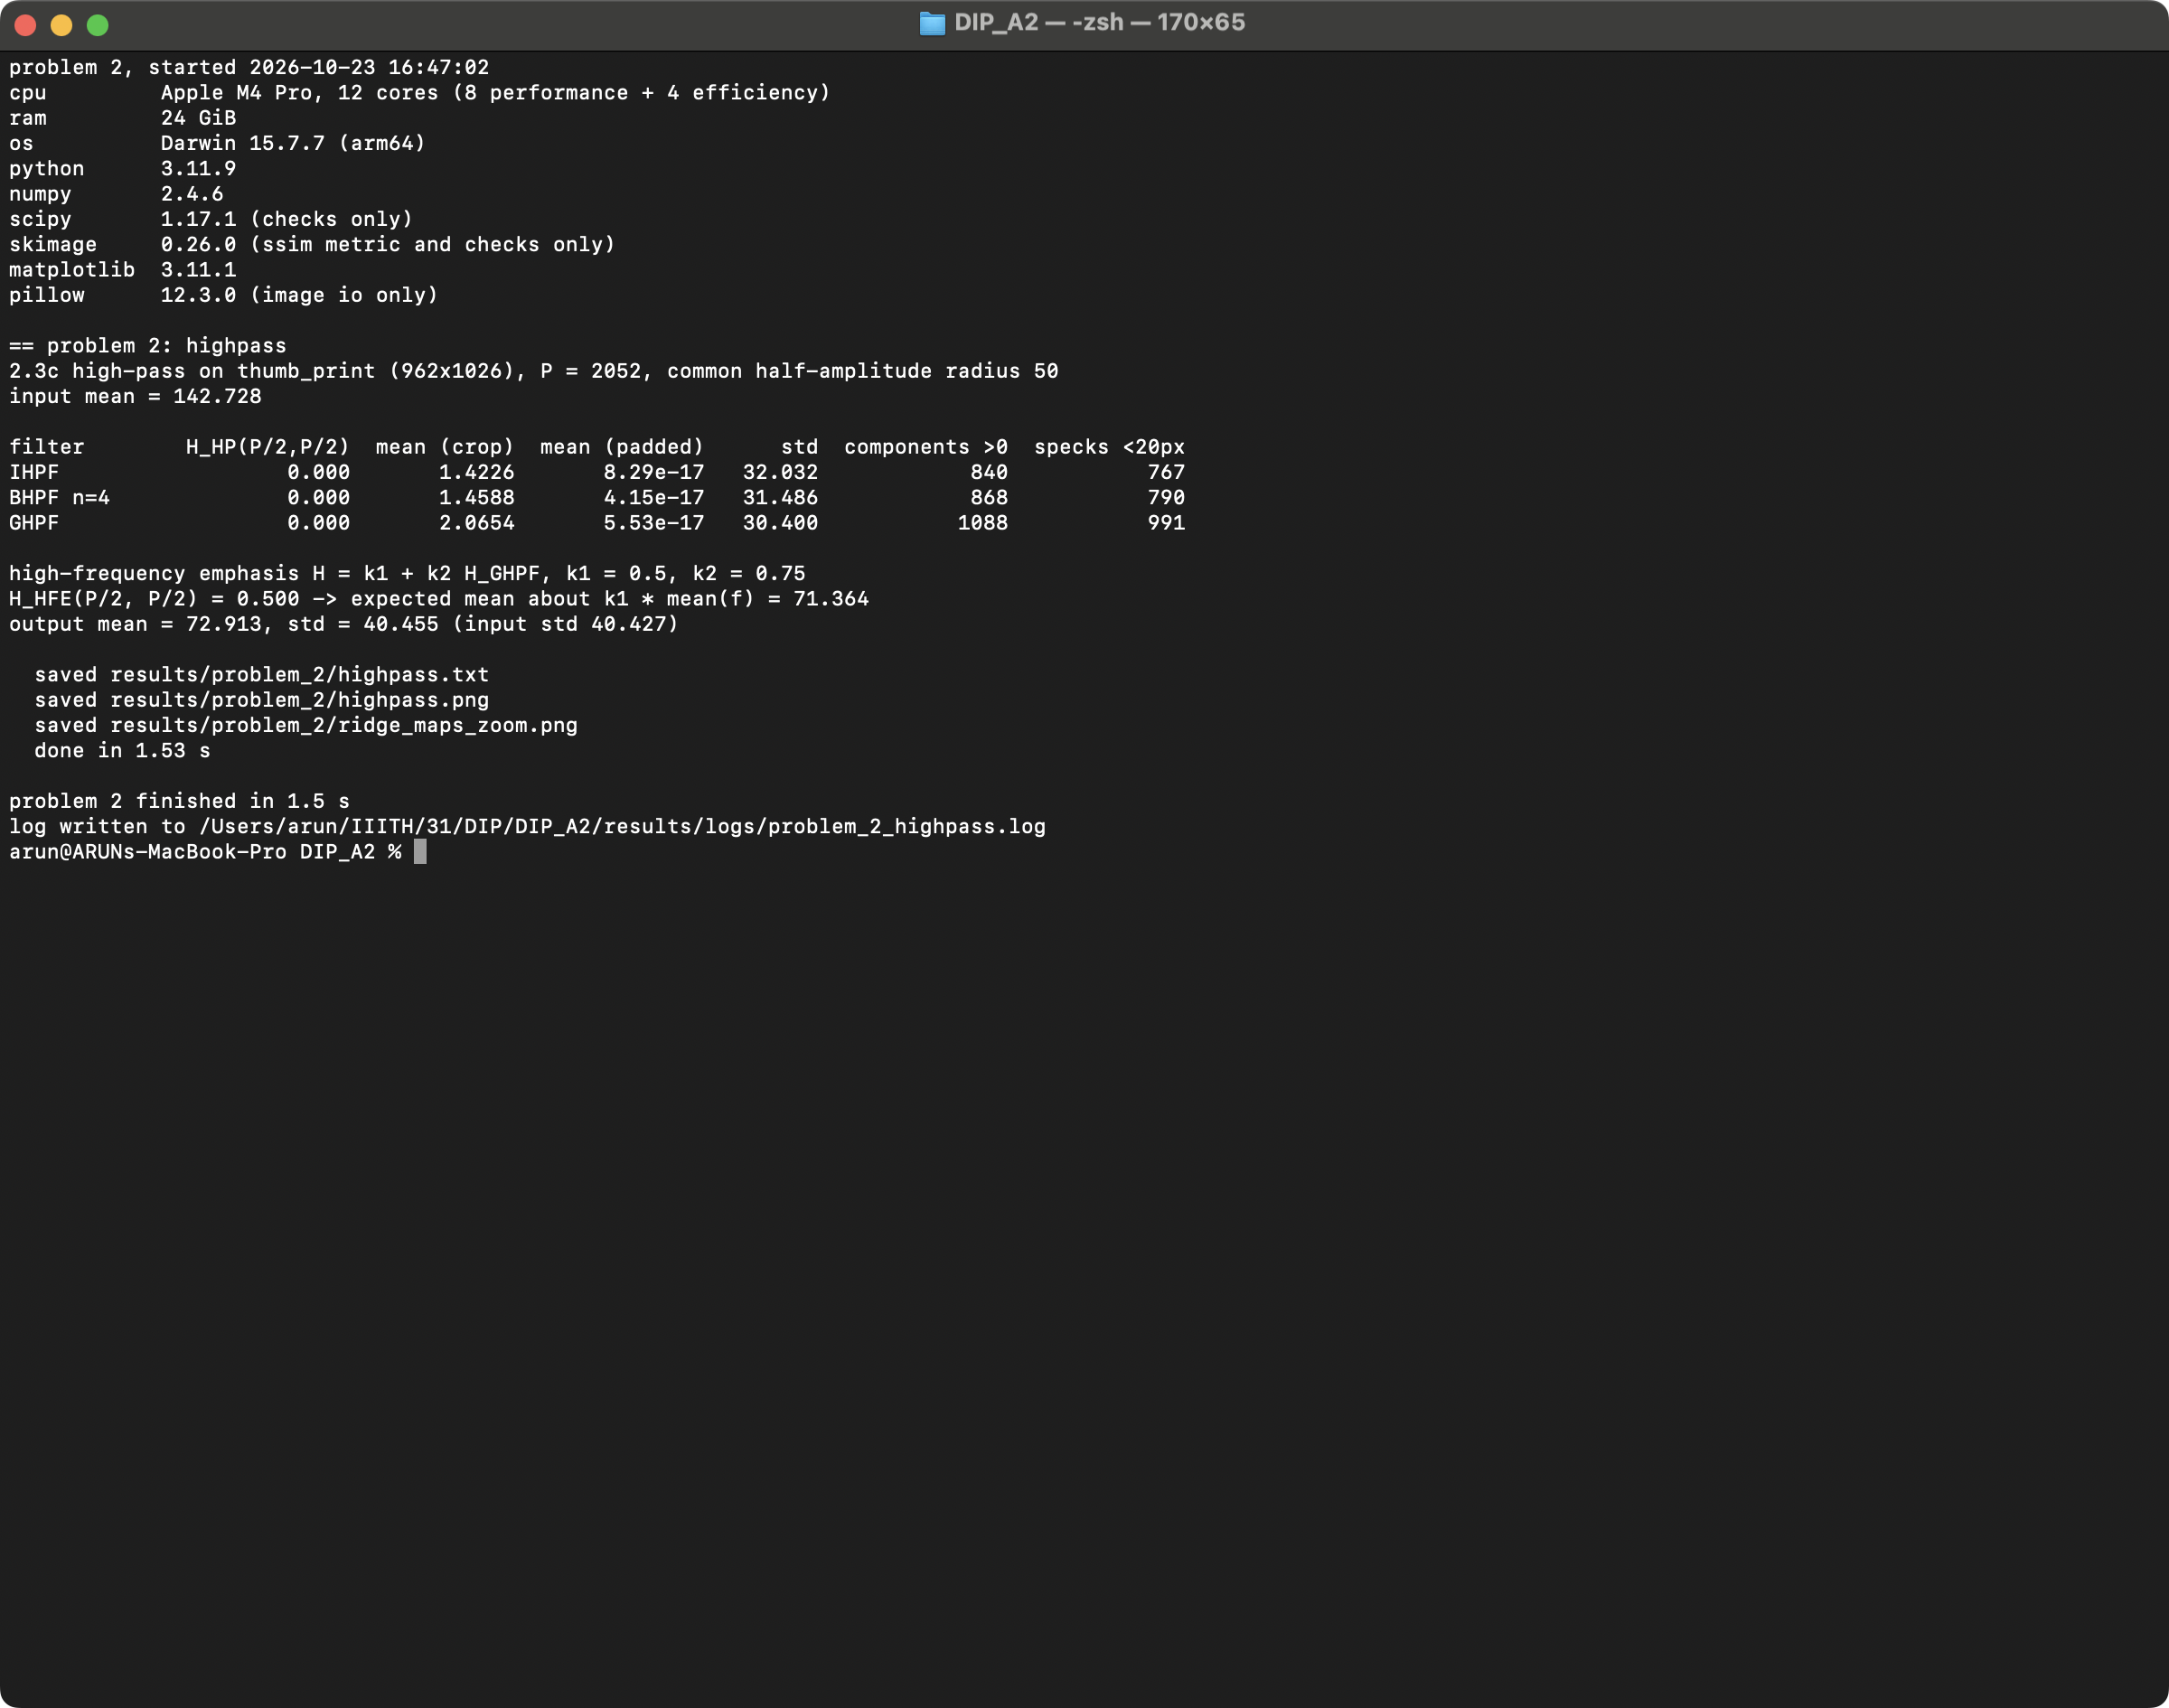 DIP_A2 — -zsh — 170×65
problem 2, started 2026-10-23 16:47:02
cpu         Apple M4 Pro, 12 cores (8 performance + 4 efficiency)
ram         24 GiB
os          Darwin 15.7.7 (arm64)
python      3.11.9
numpy       2.4.6
scipy       1.17.1 (checks only)
skimage     0.26.0 (ssim metric and checks only)
matplotlib  3.11.1
pillow      12.3.0 (image io only)

== problem 2: highpass
2.3c high-pass on thumb_print (962x1026), P = 2052, common half-amplitude radius 50
input mean = 142.728

filter        H_HP(P/2,P/2)  mean (crop)  mean (padded)      std  components >0  specks <20px
IHPF                  0.000       1.4226       8.29e-17   32.032            840           767
BHPF n=4              0.000       1.4588       4.15e-17   31.486            868           790
GHPF                  0.000       2.0654       5.53e-17   30.400           1088           991

high-frequency emphasis H = k1 + k2 H_GHPF, k1 = 0.5, k2 = 0.75
H_HFE(P/2, P/2) = 0.500 -> expected mean about k1 * mean(f) = 71.364
output mean = 72.913, std = 40.455 (input std 40.427)

  saved results/problem_2/highpass.txt
  saved results/problem_2/highpass.png
  saved results/problem_2/ridge_maps_zoom.png
  done in 1.53 s

problem 2 finished in 1.5 s
log written to /Users/arun/IIITH/31/DIP/DIP_A2/results/logs/problem_2_highpass.log
arun@ARUNs-MacBook-Pro DIP_A2 %